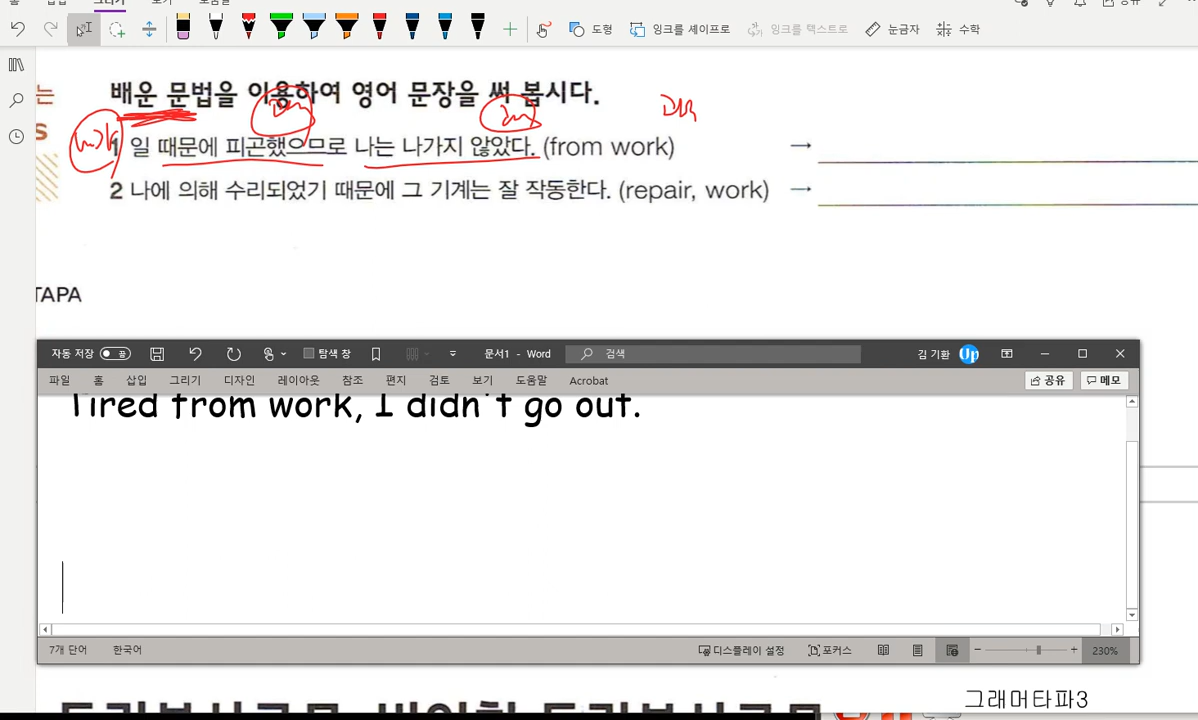 도형 잉크를 셰이프로 잉크를 텍스트로 눈금자 수학
는 배운 문법을 이용하여 영어 문장을 써 봅시다.
S
1 일 때문에 피곤했으므로 나는 나가지 않았다. (from work) →
2 나에 의해 수리되었기 때문에 그 기계는 잘 작동한다. (repair, work) →
TAPA
자동 저장 끔 탐색 창 문서1 - Word 검색 김 기환 Up
파일 홈 삽입 그리기 디자인 레이아웃 참조 편지 검토 보기 도움말 Acrobat 공유 메모
Tired from work, I didn't go out.
7개 단어 한국어 디스플레이 설정 포커스 230%
그래머타파3